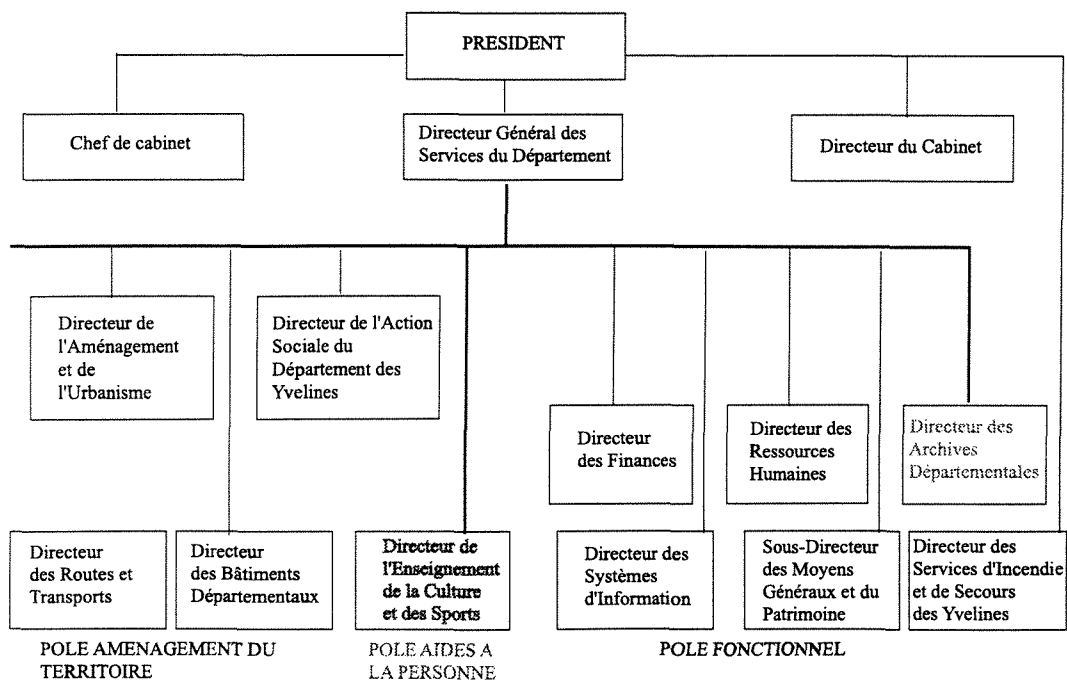 PRESIDENT
Chef de cabinet
Directeur Général des
Services du Département
Directeur du Cabinet
Directeur de
l'Aménagement
et de
l'Urbanisme
Directeur de l'Action
Sociale du
Département des
Yvelines
Directeur
des Finances
Directeur des
Ressources
Humaines
Directeur des
Archives
Départementales
Directeur
des Routes et
Transports
Directeur
des Bâtiments
Départementaux
Directeur de
l'Enseignement
de la Culture
et des Sports
Directeur des
Systèmes
d'Information
Sous-Directeur
des Moyens
Généraux et du
Patrimoine
Directeur des
Services d'Incendie
et de Secours
des Yvelines
POLE AMENAGEMENT DU
TERRITOIRE
POLE AIDES A
LA PERSONNE
POLE FONCTIONNEL